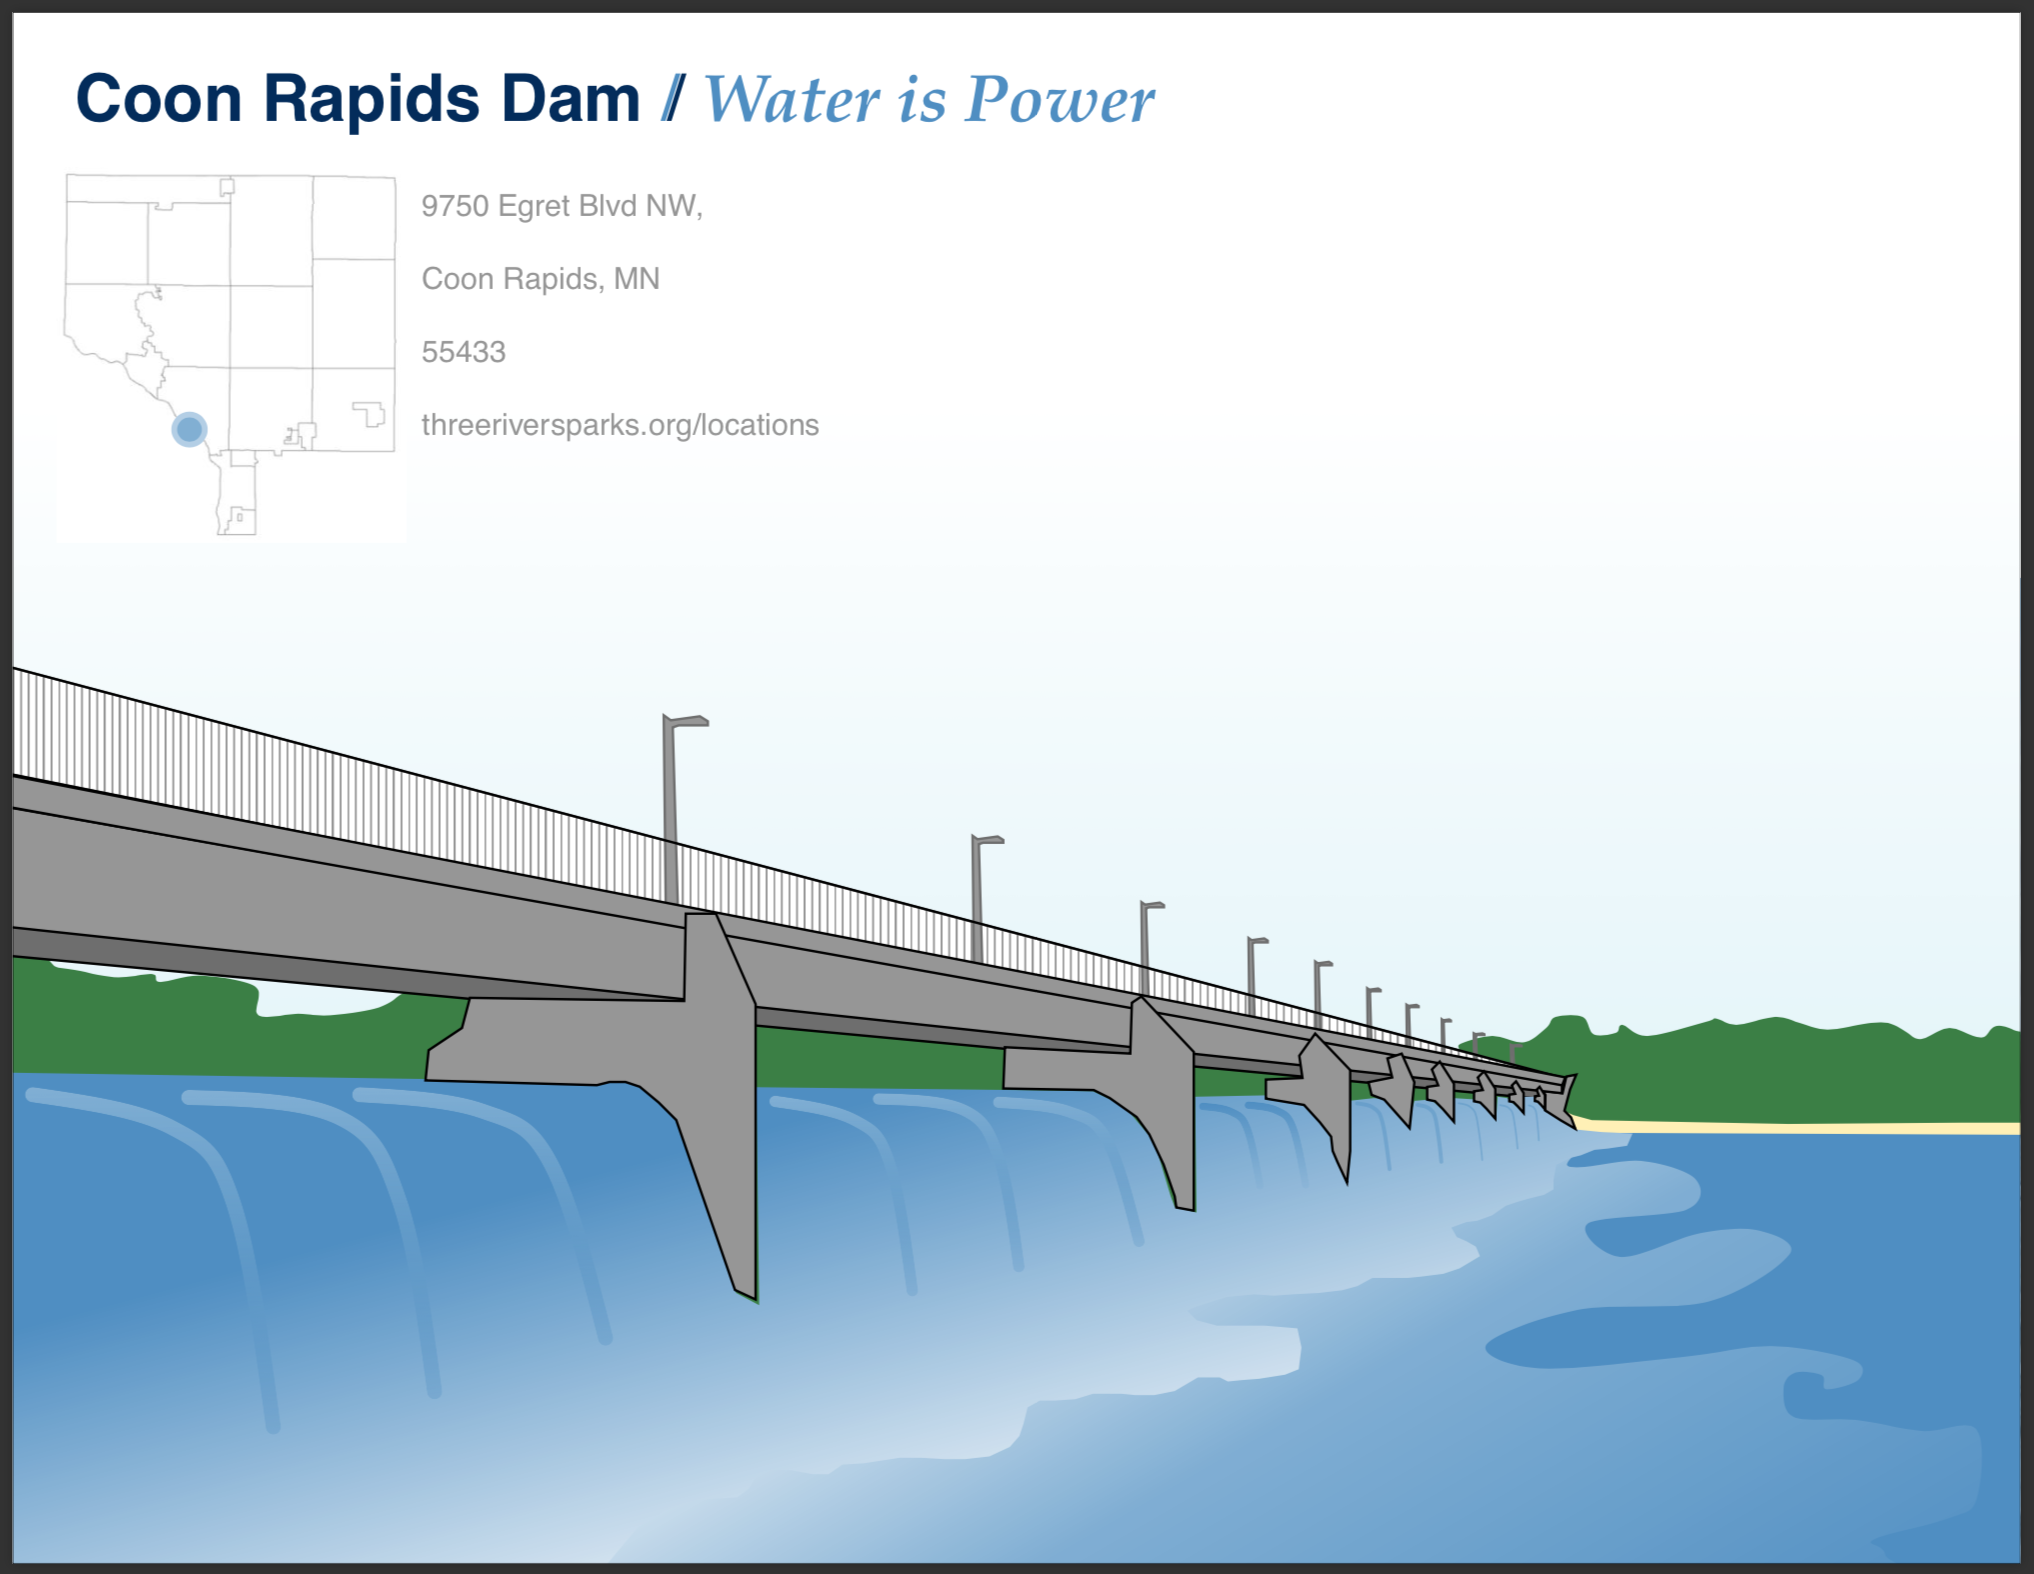 Coon Rapids Dam // Water is Power
9750 Egret Blvd NW,
Coon Rapids, MN
55433
threeriversparks.org/locations